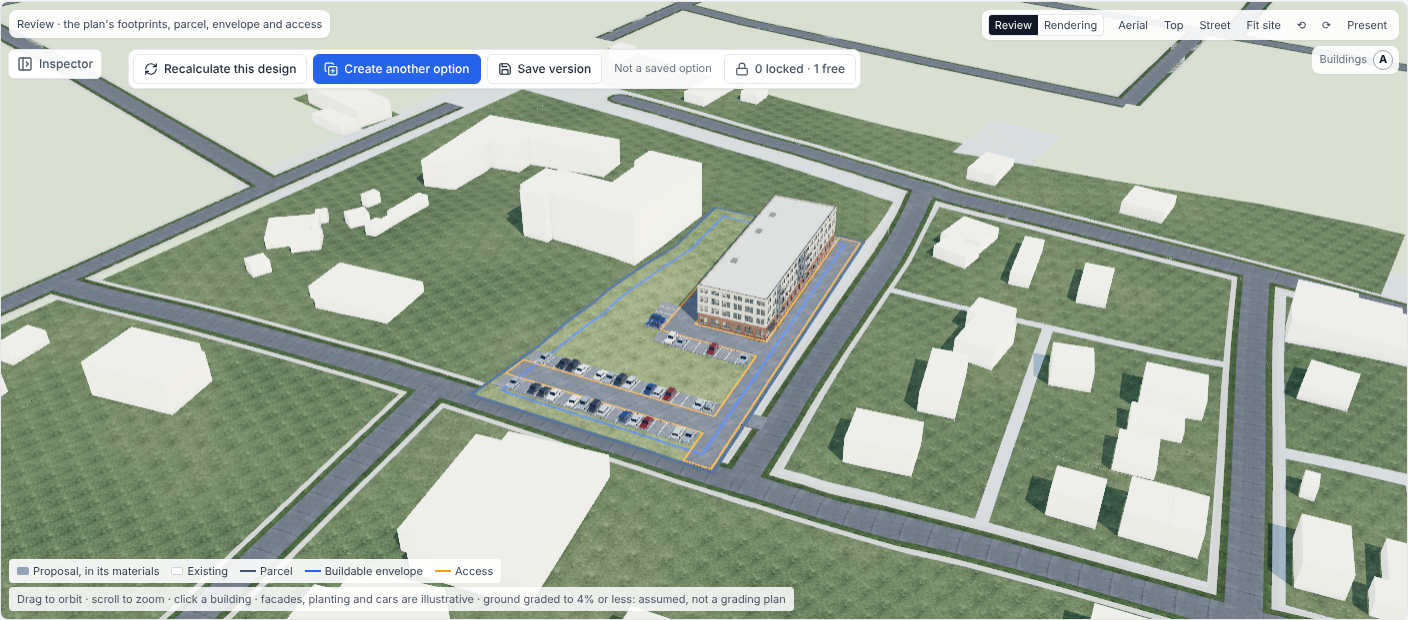 Review · the plan's footprints, parcel, envelope and access
Review Rendering Aerial Top Street Fit site ⟲ ⟳ Present
Inspector
Recalculate this design Create another option Save version Not a saved option 0 locked · 1 free
Buildings A
Proposal, in its materials Existing Parcel Buildable envelope Access
Drag to orbit · scroll to zoom · click a building · facades, planting and cars are illustrative · ground graded to 4% or less: assumed, not a grading plan